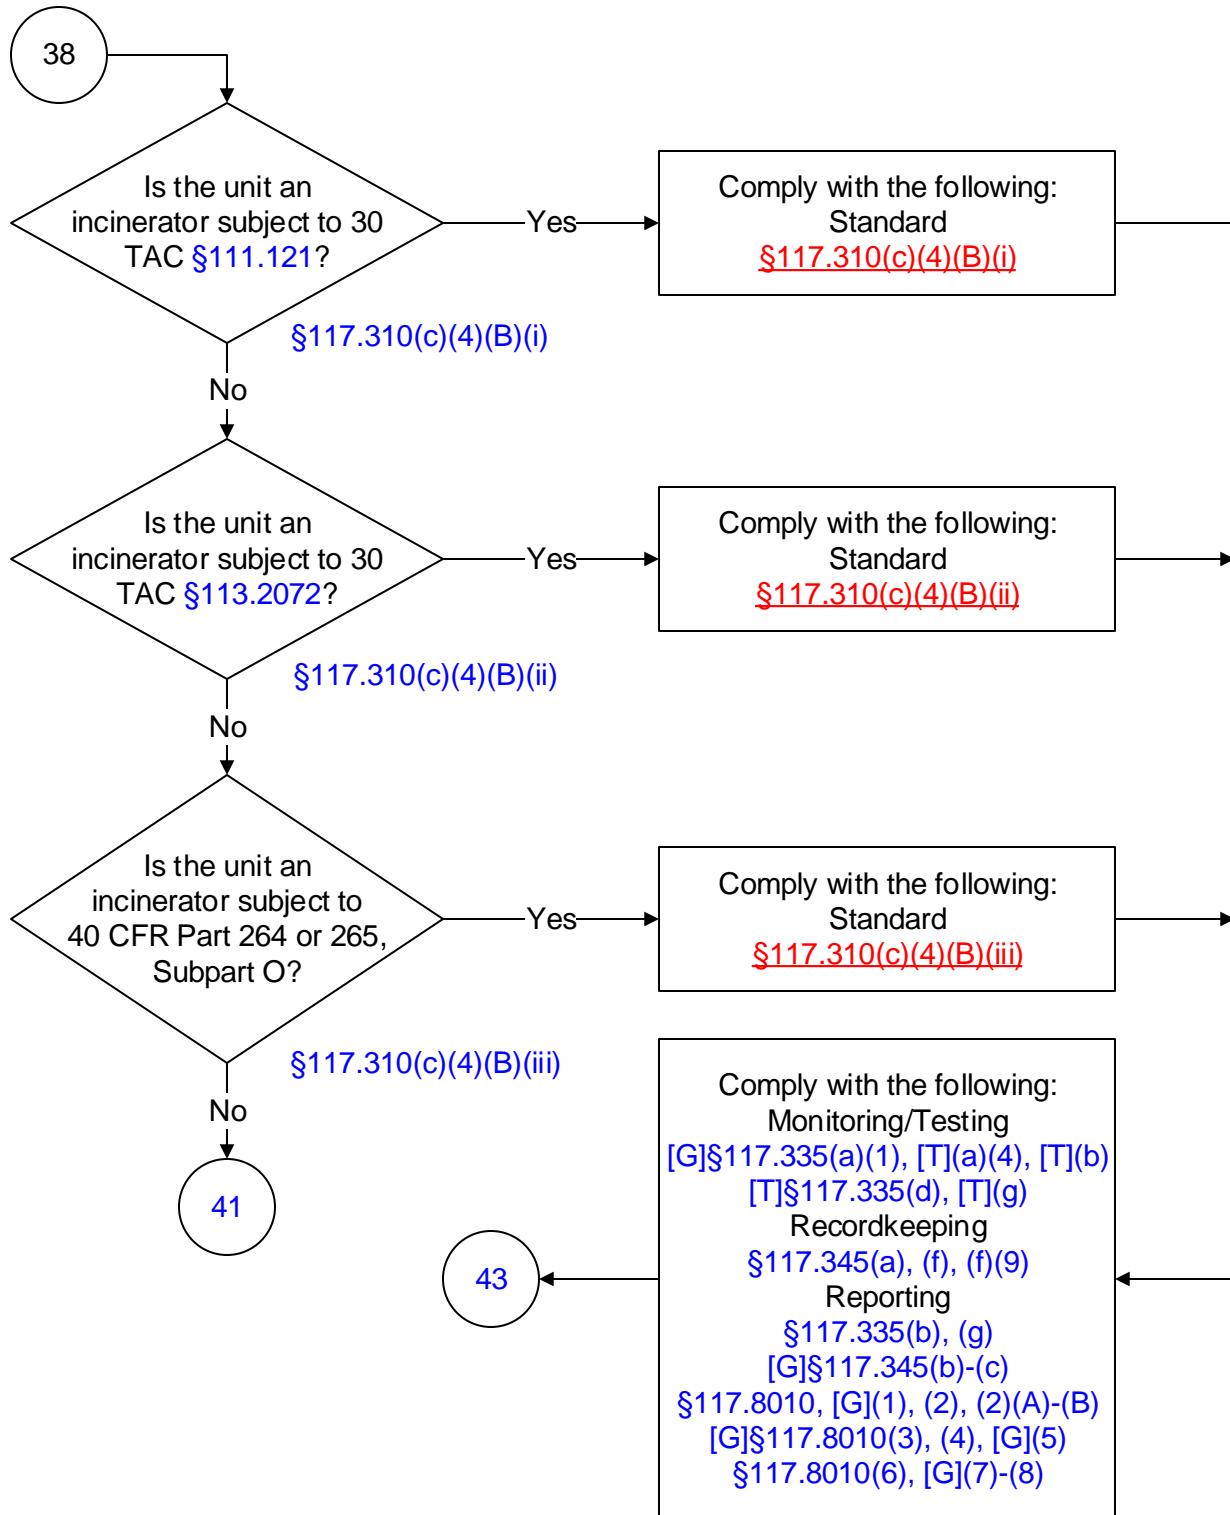 38
Is the unit an
incinerator subject to 30
TAC §111.121?
Yes
Comply with the following:
Standard
§117.310(c)(4)(B)(i)
§117.310(c)(4)(B)(i)
No
Is the unit an
incinerator subject to 30
TAC §113.2072?
Yes
Comply with the following:
Standard
§117.310(c)(4)(B)(ii)
§117.310(c)(4)(B)(ii)
No
Is the unit an
incinerator subject to
40 CFR Part 264 or 265,
Subpart O?
Yes
Comply with the following:
Standard
§117.310(c)(4)(B)(iii)
§117.310(c)(4)(B)(iii)
No
41
43
Comply with the following:
Monitoring/Testing
[G]§117.335(a)(1), [T](a)(4), [T](b)
[T]§117.335(d), [T](g)
Recordkeeping
§117.345(a), (f), (f)(9)
Reporting
§117.335(b), (g)
[G]§117.345(b)-(c)
§117.8010, [G](1), (2), (2)(A)-(B)
[G]§117.8010(3), (4), [G](5)
§117.8010(6), [G](7)-(8)